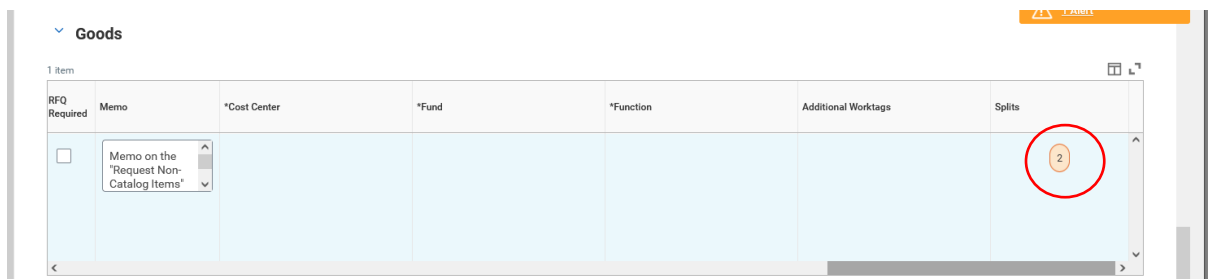 1 Alert
Goods
1 item
RFQ
Required
Memo
*Cost Center
*Fund
*Function
Additional Worktags
Splits
Memo on the
"Request Non-
Catalog Items"
2